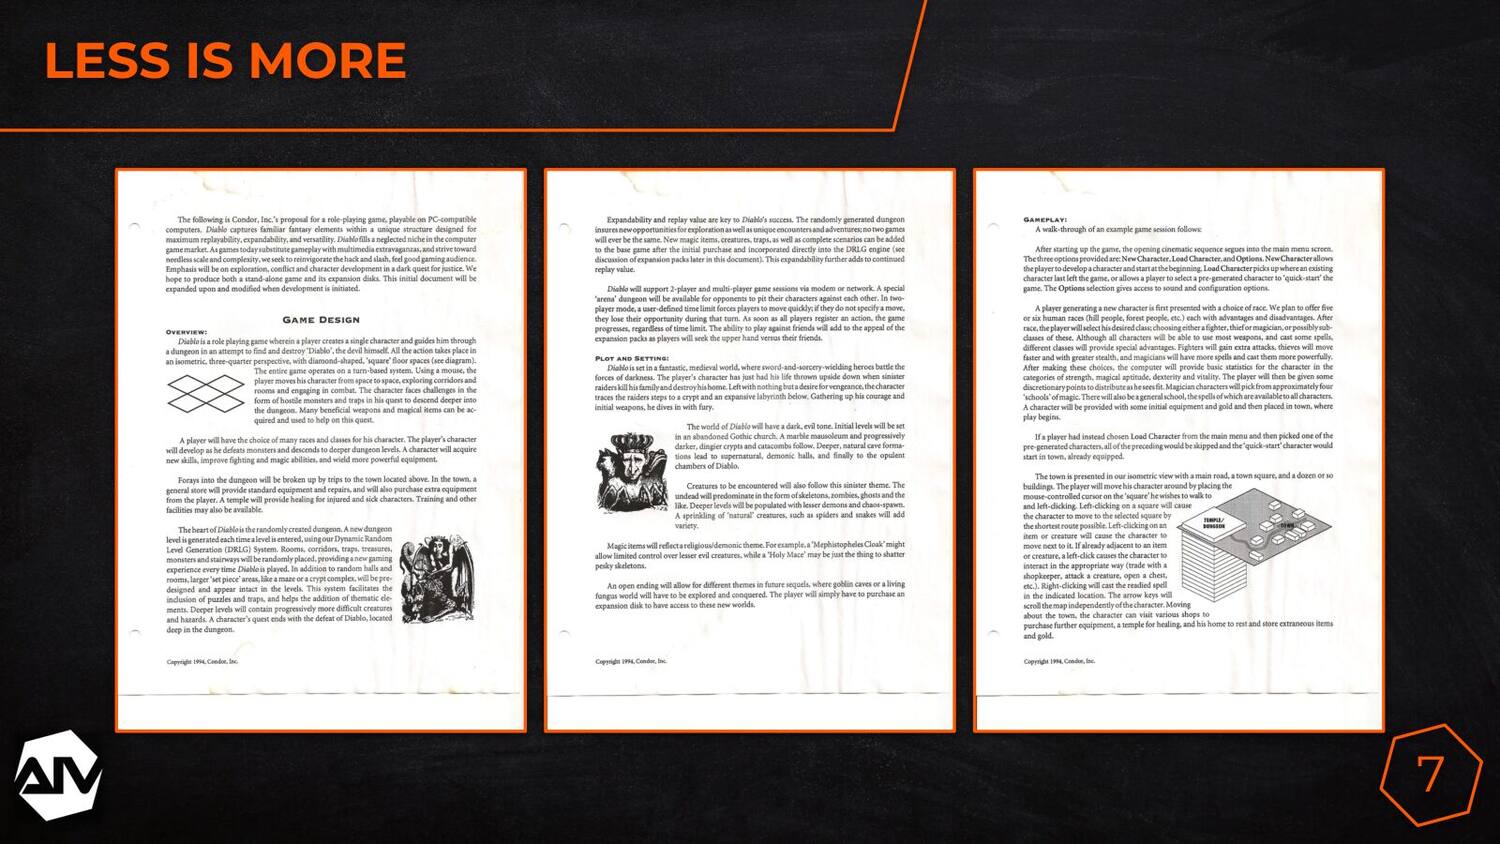 LESS IS MORE
The following is Condor, Inc.'s proposal for a role-playing game, playable on PC-compatible
computers. Diablo captures familiar fantasy elements within a unique structure designed for
maximum replayability, expandability, and versatility. Diablo fills a neglected niche in the computer
game market. As games today substitute gameplay with multimedia extravaganzas, and strive toward
needless scale and complexity, we seek to reinvigorate the hack and slash, feel good gaming audience.
Emphasis will be on exploration, conflict and character development in a dark quest for justice. We
hope to produce both a stand-alone game and its expansion disks. This initial document will be
expanded upon and modified when development is initiated.
GAME DESIGN
OVERVIEW:
Diablo is a role playing game wherein a player creates a single character and guides him through
a dungeon in an attempt to find and destroy 'Diablo', the devil himself. All the action takes place in
an isometric, three-quarter perspective, with diamond-shaped, 'square' floor spaces (see diagram).
The entire game operates on a turn-based system. Using a mouse, the
player moves his character from space to space, exploring corridors and
rooms and engaging in combat. The character faces challenges in the
form of hostile monsters and traps in his quest to descend deeper into
the dungeon. Many beneficial weapons and magical items can be ac-
quired and used to help on this quest.
A player will have the choice of many races and classes for his character. The player's character
will develop as he defeats monsters and descends to deeper dungeon levels. A character will acquire
new skills, improve fighting and magic abilities, and wield more powerful equipment.
Forays into the dungeon will be broken up by trips to the town located above. In the town, a
general store will provide standard equipment and repairs, and will also purchase extra equipment
from the player. A temple will provide healing for injured and sick characters. Training and other
facilities may also be available.
The heart of Diablo is the randomly created dungeon. A new dungeon
level is generated each time a level is entered, using our Dynamic Random
Level Generation (DRLG) System. Rooms, corridors, traps, treasures,
monsters and stairways will be randomly placed, providing a new gaming
experience every time Diablo is played. In addition to random halls and
rooms, larger 'set piece' areas, like a maze or a crypt complex, will be pre-
designed and appear intact in the levels. This system facilitates the
inclusion of puzzles and traps, and helps the addition of thematic ele-
ments. Deeper levels will contain progressively more difficult creatures
and hazards. A character's quest ends with the defeat of Diablo, located
deep in the dungeon.
Copyright 1994, Condor, Inc.
Expandability and replay value are key to Diablo's success. The randomly generated dungeon
insures new opportunities for exploration as well as unique encounters and adventures; no two games
will ever be the same. New magic items, creatures, traps, as well as complete scenarios can be added
to the base game after the initial purchase and incorporated directly into the DRLG engine (see
discussion of expansion packs later in this document). This expandability further adds to continued
replay value.
Diablo will support 2-player and multi-player game sessions via modem or network. A special
'arena' dungeon will be available for opponents to pit their characters against each other. In two-
player mode, a user-defined time limit forces players to move quickly; if they do not specify a move,
they lose their opportunity during that turn. As soon as all players register an action, the game
progresses, regardless of time limit. The ability to play against friends will add to the appeal of the
expansion packs as players will seek the upper hand versus their friends.
PLOT AND SETTING:
Diablo is set in a fantastic, medieval world, where sword-and-sorcery-wielding heroes battle the
forces of darkness. The player's character has just had his life thrown upside down when sinister
raiders kill his family and destroy his home. Left with nothing but a desire for vengeance, the character
traces the raiders steps to a crypt and an expansive labyrinth below. Gathering up his courage and
initial weapons, he dives in with fury.
The world of Diablo will have a dark, evil tone. Initial levels will be set
in an abandoned Gothic church. A marble mausoleum and progressively
darker, dingier crypts and catacombs follow. Deeper, natural cave forma-
tions lead to supernatural, demonic halls, and finally to the opulent
chambers of Diablo.
Creatures to be encountered will also follow this sinister theme. The
undead will predominate in the form of skeletons, zombies, ghosts and the
like. Deeper levels will be populated with lesser demons and chaos-spawn.
A sprinkling of 'natural' creatures, such as spiders and snakes will add
variety.
Magic items will reflect a religious/demonic theme. For example, a 'Mephistopheles Cloak' might
allow limited control over lesser evil creatures, while a 'Holy Mace' may be just the thing to shatter
pesky skeletons.
An open ending will allow for different themes in future sequels, where goblin caves or a living
fungus world will have to be explored and conquered. The player will simply have to purchase an
expansion disk to have access to these new worlds.
Copyright 1994, Condor, Inc.
GAMEPLAY:
A walk-through of an example game session follows:
After starting up the game, the opening cinematic sequence segues into the main menu screen.
The three options provided are: New Character, Load Character, and Options. New Character allows
the player to develop a character and start at the beginning. Load Character picks up where an existing
character last left the game, or allows a player to select a pre-generated character to 'quick-start' the
game. The Options selection gives access to sound and configuration options.
A player generating a new character is first presented with a choice of race. We plan to offer five
or six human races (hill people, forest people, etc.) each with advantages and disadvantages. After
race, the player will select his desired class; choosing either a fighter, thief or magician, or possibly sub-
classes of these. Although all characters will be able to use most weapons, and cast some spells,
different classes will provide special advantages. Fighters will gain extra attacks, thieves will move
faster and with greater stealth, and magicians will have more spells and cast them more powerfully.
After making these choices, the computer will provide basic statistics for the character in the
categories of strength, magical aptitude, dexterity and vitality. The player will then be given some
discretionary points to distribute as he sees fit. Magician characters will pick from approximately four
'schools' of magic. There will also be a general school, the spells of which are available to all characters.
A character will be provided with some initial equipment and gold and then placed in town, where
play begins.
If a player had instead chosen Load Character from the main menu and then picked one of the
pre-generated characters, all of the preceding would be skipped and the 'quick-start' character would
start in town, already equipped.
The town is presented in our isometric view with a main road, a town square, and a dozen or so
buildings. The player will move his character around by placing the
mouse-controlled cursor on the 'square' he wishes to walk to
and left-clicking. Left-clicking on a square will cause
the character to move to the selected square by
the shortest route possible. Left-clicking on an
item or creature will cause the character to
move next to it. If already adjacent to an item
or creature, a left-click causes the character to
interact in the appropriate way (trade with a
shopkeeper, attack a creature, open a chest,
etc.). Right-clicking will cast the readied spell
in the indicated location. The arrow keys will
scroll the map independently of the character. Moving
about the town, the character can visit various shops to
purchase further equipment, a temple for healing, and his home to rest and store extraneous items
and gold.
TEMPLE/
DUNGEON
TOWN
Copyright 1994, Condor, Inc.
AIV
7